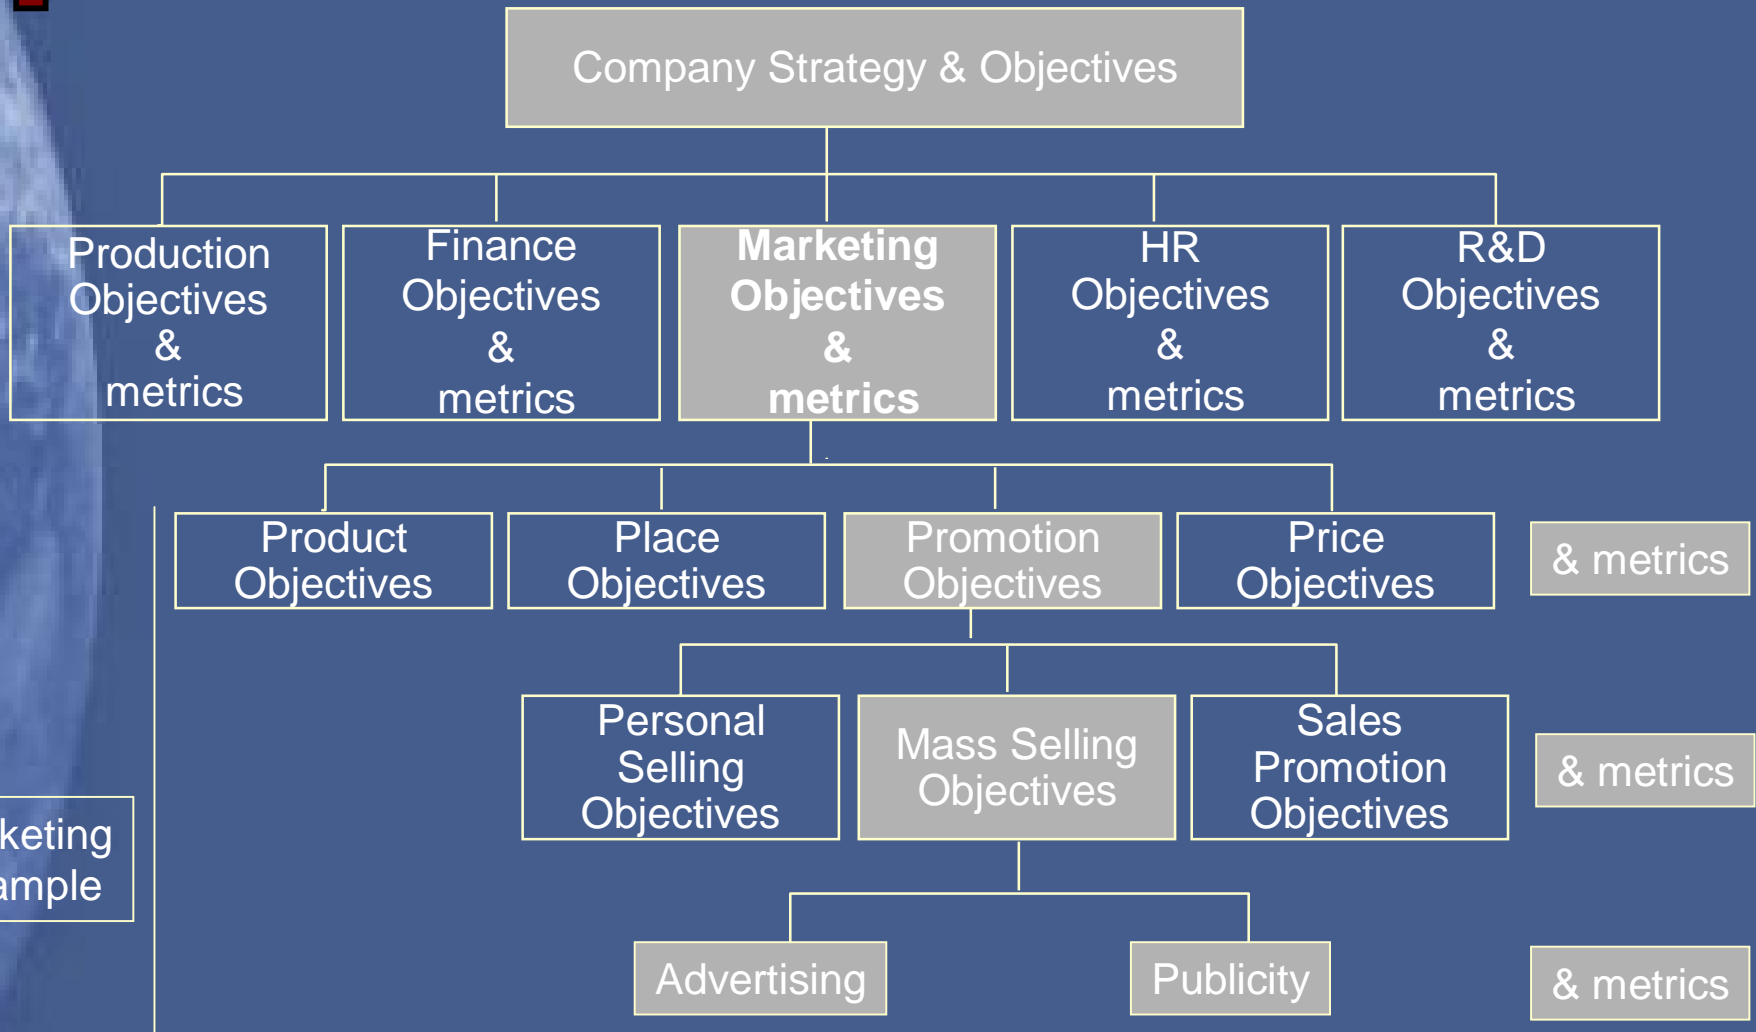 Company Strategy & Objectives
Production
Objectives
&
metrics
Finance
Objectives
&
metrics
Marketing
Objectives
&
metrics
HR
Objectives
&
metrics
R&D
Objectives
&
metrics
Product
Objectives
Place
Objectives
Promotion
Objectives
Price
Objectives
& metrics
Personal
Selling
Objectives
Mass Selling
Objectives
Sales
Promotion
Objectives
& metrics
keting
ample
Advertising
Publicity
& metrics